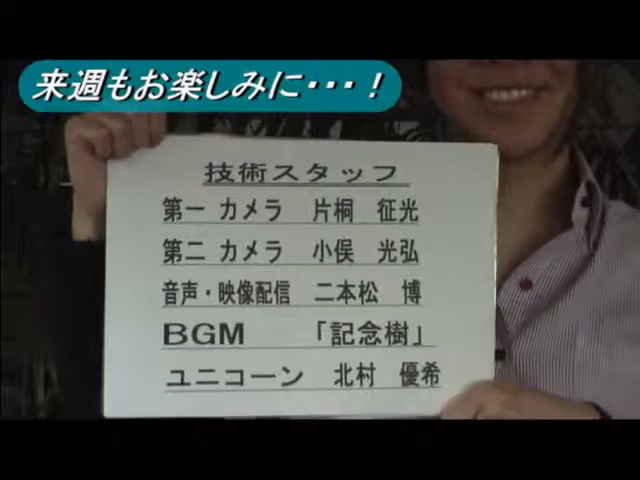 来週もお楽しみに・・・！
技術スタッフ
第一 カメラ 片桐 征光
第二 カメラ 小俣 光弘
音声・映像配信 二本松 博
BGM 「記念樹」
ユニコーン 北村 優希